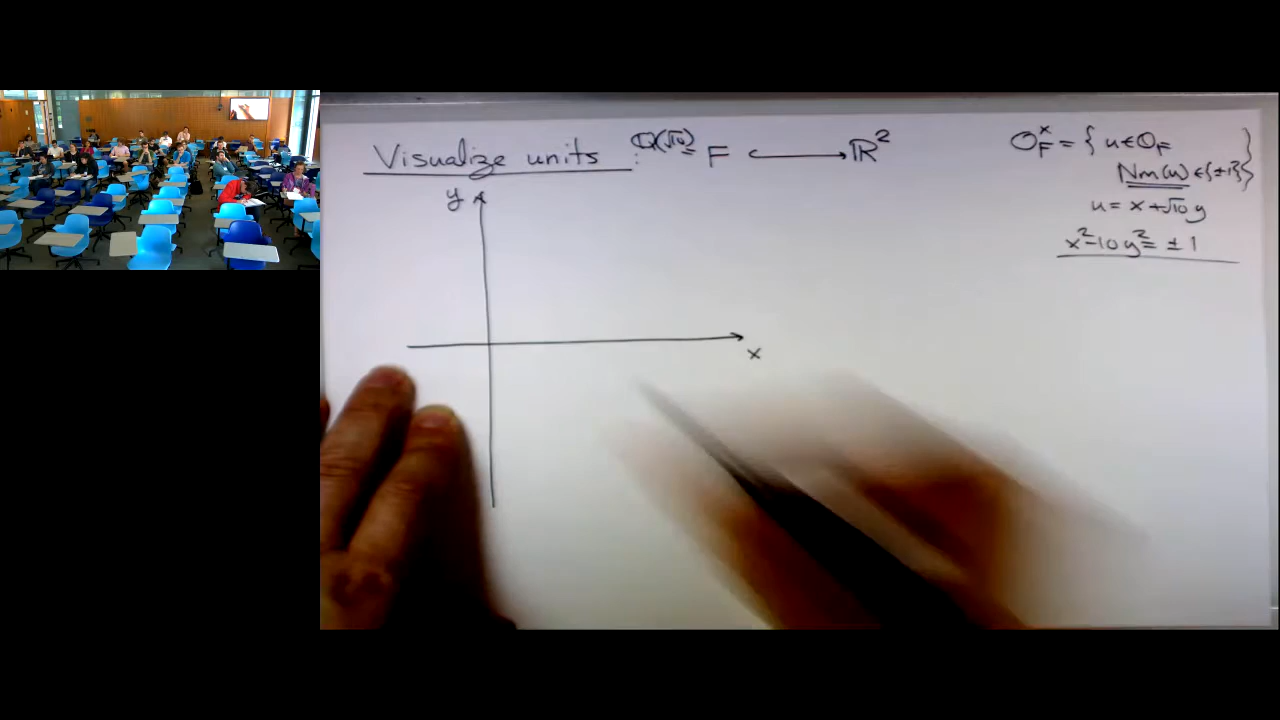 Visualize units : ℚ(√10) = F ⟶ ℝ²
y
x
O_F^× = { u ∈ O_F
Nm(u) ∈ {±1} }
u = x + √10 y
x² - 10 y² = ±1